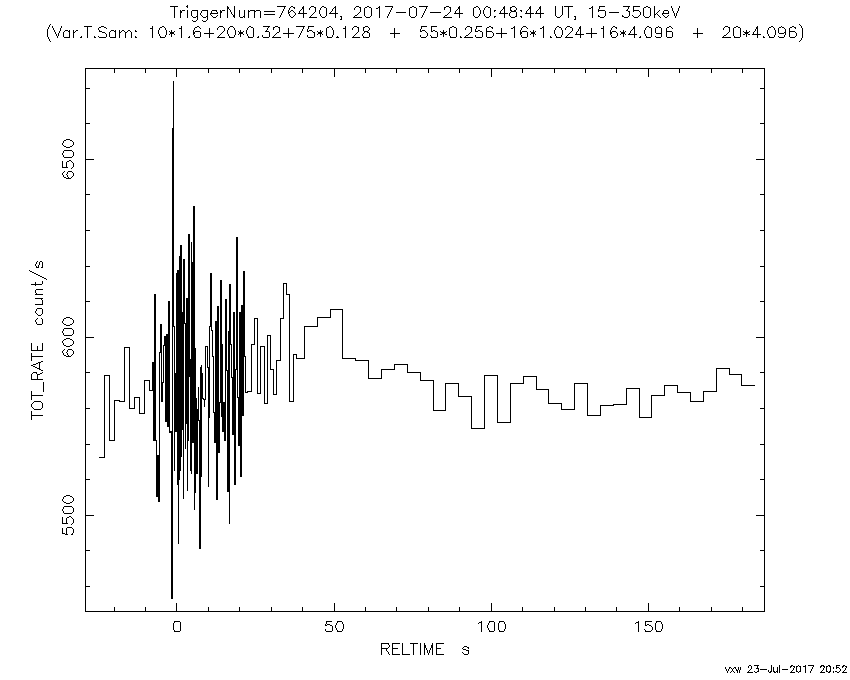 TriggerNum=764204, 2017-07-24 00:48:44 UT, 15-350keV
(Var.T.Sam: 10*1.6+20*0.32+75*0.128 + 55*0.256+16*1.024+16*4.096 + 20*4.096)
6500
6000
5500
TOT_RATE count/s
0 50 100 150
RELTIME s
vxw 23-Jul-2017 20:52